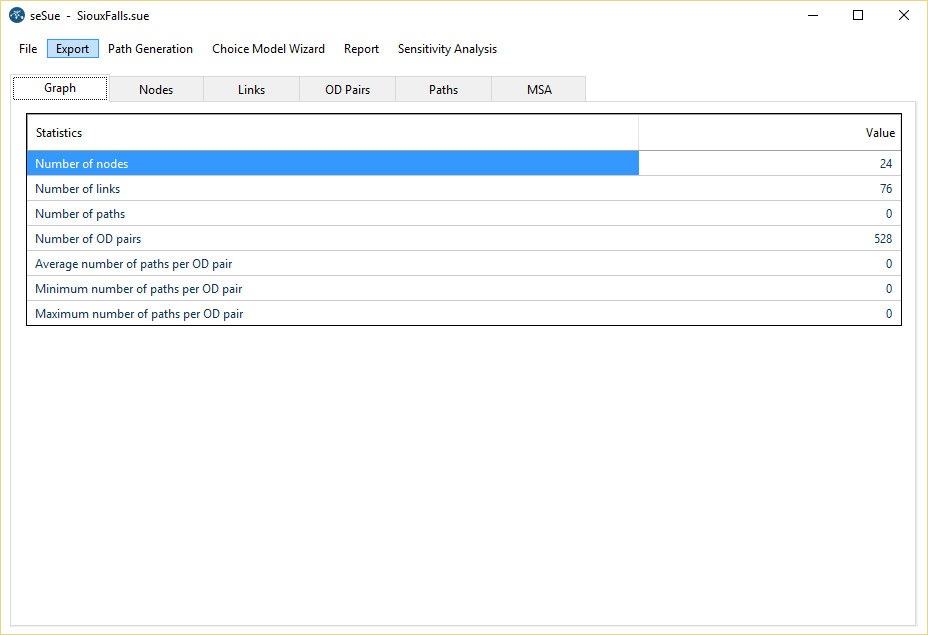 seSue - SiouxFalls.sue
File Export Path Generation Choice Model Wizard Report Sensitivity Analysis
Graph Nodes Links OD Pairs Paths MSA
Statistics Value
Number of nodes 24
Number of links 76
Number of paths 0
Number of OD pairs 528
Average number of paths per OD pair 0
Minimum number of paths per OD pair 0
Maximum number of paths per OD pair 0